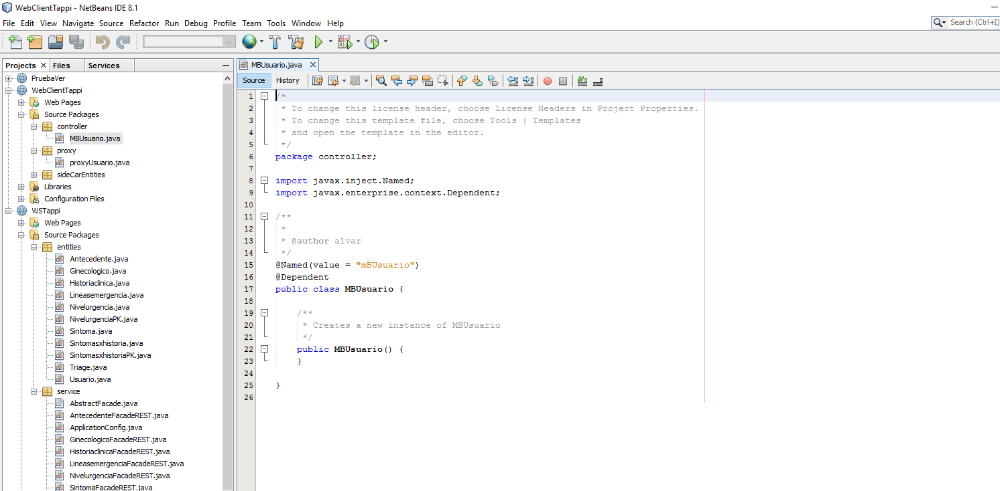 WebClientTappi - NetBeans IDE 8.1
File Edit View Navigate Source Refactor Run Debug Profile Team Tools Window Help
Search (Ctrl+I)
Projects Files Services
PruebaVer
WebClientTappi
Web Pages
Source Packages
controller
MBUsuario.java
proxy
proxyUsuario.java
sideCarEntities
Libraries
Configuration Files
WSTappi
Web Pages
Source Packages
entities
Antecedente.java
Ginecologico.java
Historiaclinica.java
Lineasemergencia.java
Nivelurgencia.java
NivelurgenciaPK.java
Sintoma.java
Sintomasxhistoria.java
SintomasxhistoriaPK.java
Triage.java
Usuario.java
service
AbstractFacade.java
AntecedenteFacadeREST.java
ApplicationConfig.java
GinecologicoFacadeREST.java
HistoriaclinicaFacadeREST.java
LineasemergenciaFacadeREST.java
NivelurgenciaFacadeREST.java
SintomaFacadeREST.java
MBUsuario.java
Source History
1 /*
2 * To change this license header, choose License Headers in Project Properties.
3 * To change this template file, choose Tools | Templates
4 * and open the template in the editor.
5 */
6 package controller;
7
8 import javax.inject.Named;
9 import javax.enterprise.context.Dependent;
10
11 /**
12 *
13 * @author alvar
14 */
15 @Named(value = "mBUsuario")
16 @Dependent
17 public class MBUsuario {
18
19 /**
20 * Creates a new instance of MBUsuario
21 */
22 public MBUsuario() {
23 }
24
25 }
26